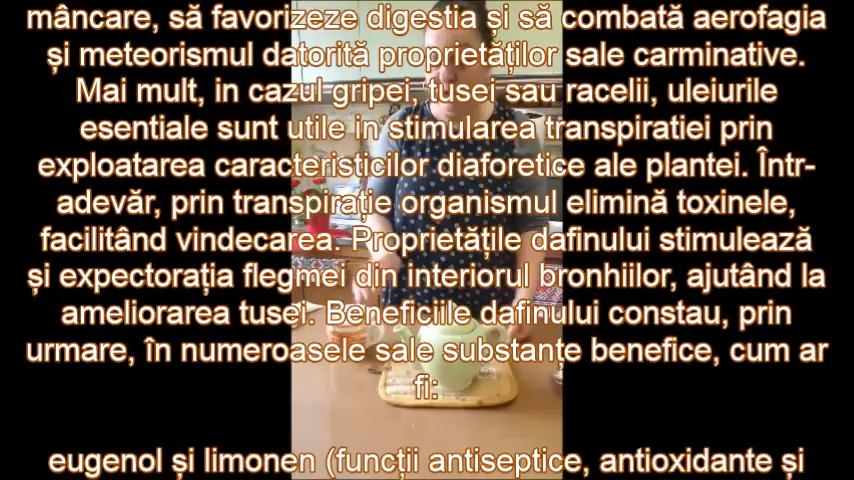 mâncare, să favorizeze digestia și să combată aerofagia
și meteorismul datorită proprietăților sale carminative.
Mai mult, in cazul gripei, tusei sau racelii, uleiurile
esentiale sunt utile in stimularea transpiratiei prin
exploatarea caracteristicilor diaforetice ale plantei. Într-
adevăr, prin transpirație organismul elimină toxinele,
facilitând vindecarea. Proprietățile dafinului stimulează
și expectorația flegmei din interiorul bronhiilor, ajutând la
ameliorarea tusei. Beneficiile dafinului constau, prin
urmare, în numeroasele sale substanțe benefice, cum ar
fi:
eugenol și limonen (funcții antiseptice, antioxidante și